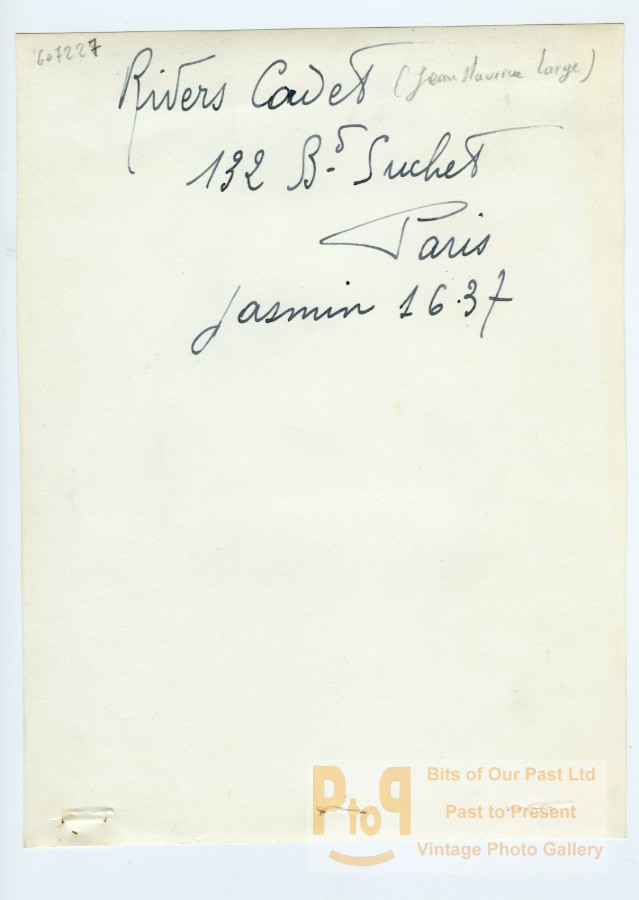 607227
Rivers Cadet (Jean Maurice Large)
132 Bd Suchet
Paris
Jasmin 16.37
PtoP
Bits of Our Past Ltd
Past to Present
Vintage Photo Gallery